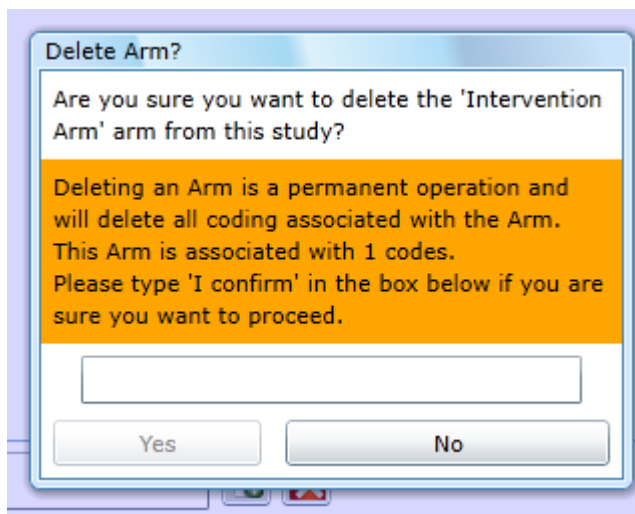 Delete Arm?
Are you sure you want to delete the 'Intervention
Arm' arm from this study?
Deleting an Arm is a permanent operation and
will delete all coding associated with the Arm.
This Arm is associated with 1 codes.
Please type 'I confirm' in the box below if you are
sure you want to proceed.
Yes
No